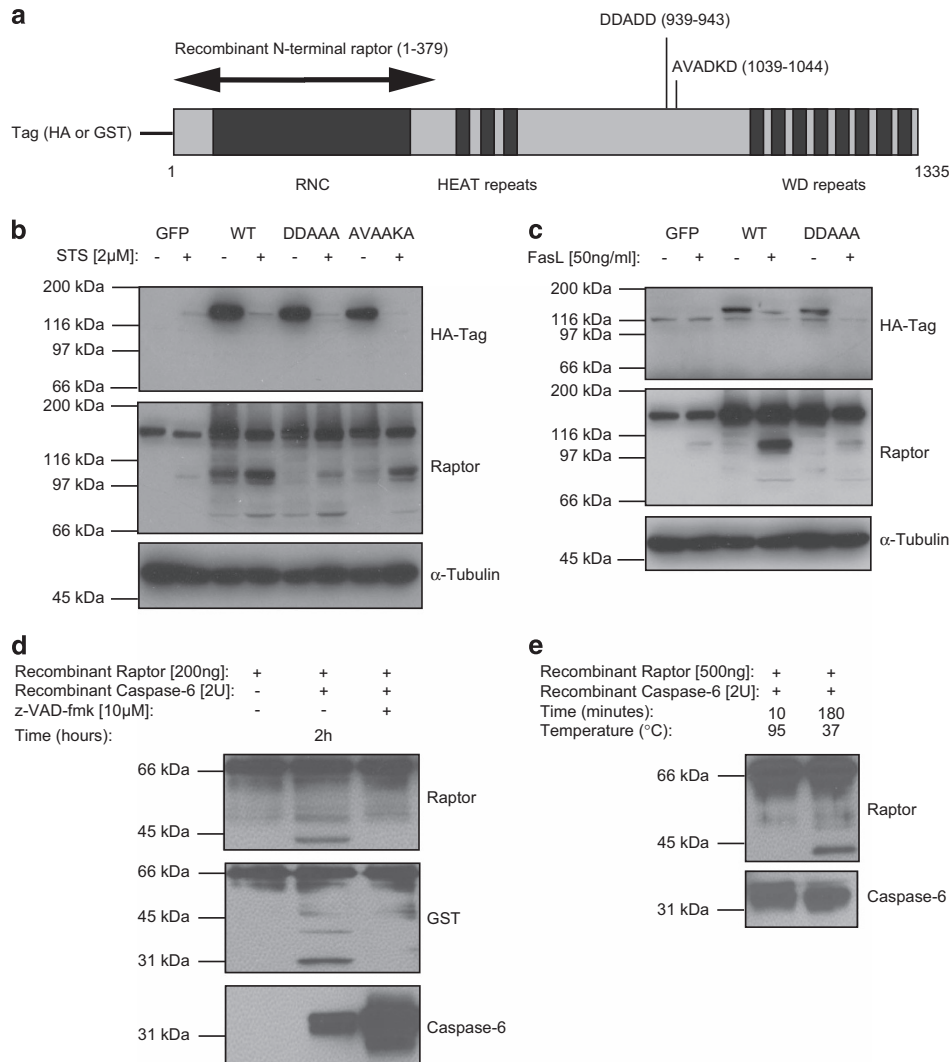 a
DDADD (939-943)
Recombinant N-terminal raptor (1-379)
AVADKD (1039-1044)
Tag (HA or GST)
1
1335
RNC
HEAT repeats
WD repeats
b
GFP WT DDAAA AVAAKA
STS [2µM]: - + - + - + - +
200 kDa
116 kDa
97 kDa
66 kDa
HA-Tag
200 kDa
116 kDa
97 kDa
66 kDa
Raptor
45 kDa
α-Tubulin
c
GFP WT DDAAA
FasL [50ng/ml]: - + - + - +
200 kDa
116 kDa
97 kDa
66 kDa
HA-Tag
200 kDa
116 kDa
97 kDa
66 kDa
Raptor
45 kDa
α-Tubulin
d
Recombinant Raptor [200ng]: + + +
Recombinant Caspase-6 [2U]: - + +
z-VAD-fmk [10µM]: - - +
Time (hours): 2h
66 kDa
45 kDa
Raptor
66 kDa
45 kDa
31 kDa
GST
31 kDa
Caspase-6
e
Recombinant Raptor [500ng]: + +
Recombinant Caspase-6 [2U]: + +
Time (minutes): 10 180
Temperature (°C): 95 37
66 kDa
45 kDa
Raptor
31 kDa
Caspase-6